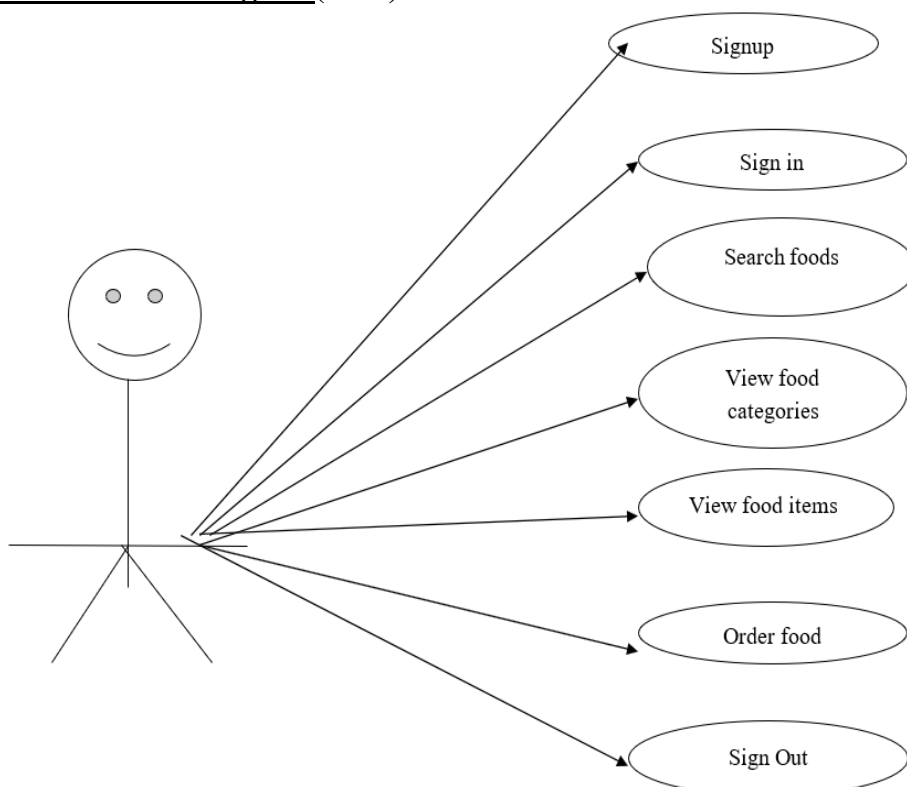 Signup
Sign in
Search foods
View food
categories
View food items
Order food
Sign Out